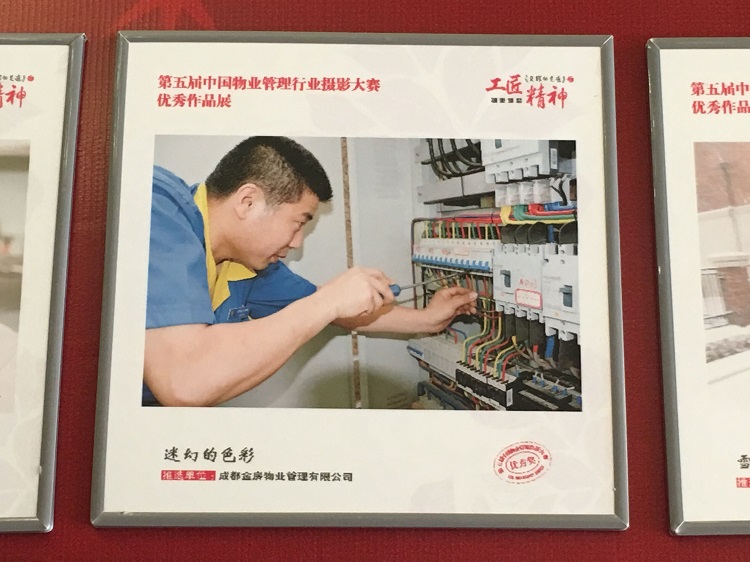 第五届中国物业管理行业摄影大赛
优秀作品展
工匠
精神
迷幻的色彩
推选单位：成都金房物业管理有限公司
优秀奖
精神
第五届中
优秀作品
雪
推